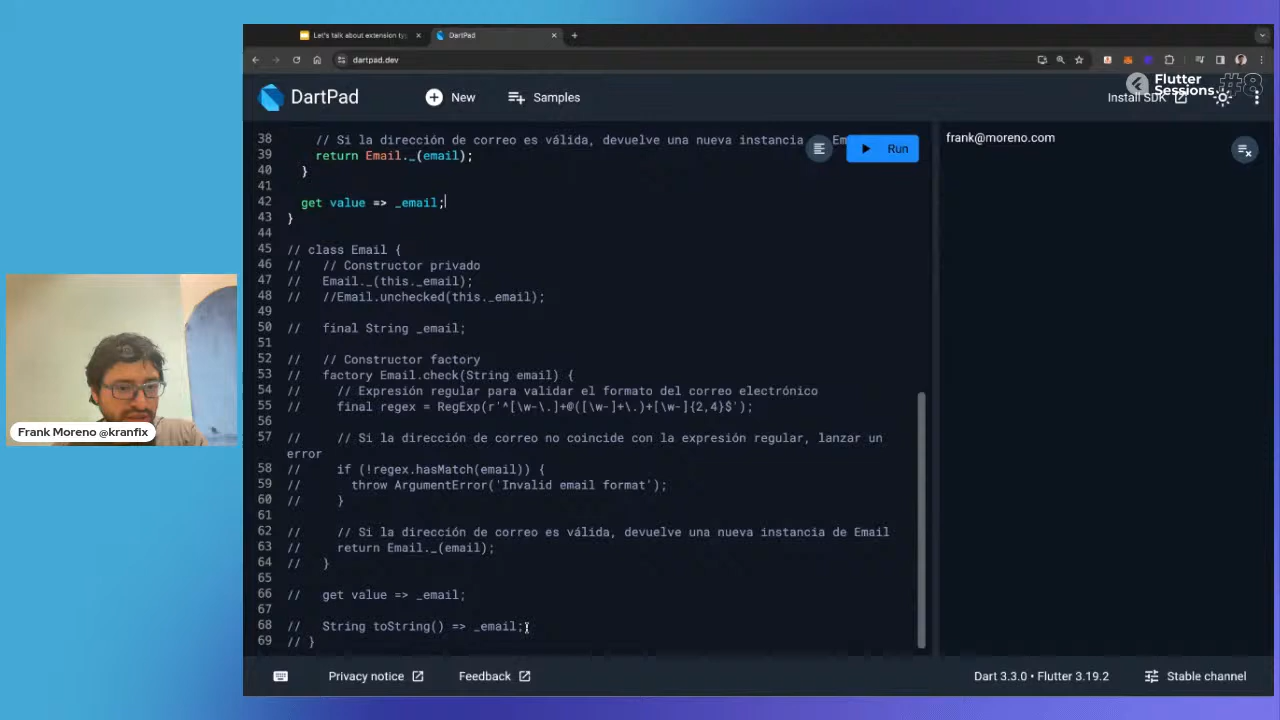 Let's talk about extension typ
DartPad
dartpad.dev
DartPad
New
Samples
Install SDK
Flutter
Sessions
#8
38 // Si la dirección de correo es válida, devuelve una nueva instancia Em
39 return Email._(email);
40 }
41
42 get value => _email;
43 }
44
45 // class Email {
46 // // Constructor privado
47 // Email._(this._email);
48 // //Email.unchecked(this._email);
49
50 // final String _email;
51
52 // // Constructor factory
53 // factory Email.check(String email) {
54 // // Expresión regular para validar el formato del correo electrónico
55 // final regex = RegExp(r'^[\w-\.]+@([\w-]+\.)+[\w-]{2,4}$');
56
57 // // Si la dirección de correo no coincide con la expresión regular, lanzar un
error
58 // if (!regex.hasMatch(email)) {
59 // throw ArgumentError('Invalid email format');
60 // }
61
62 // // Si la dirección de correo es válida, devuelve una nueva instancia de Email
63 // return Email._(email);
64 // }
65
66 // get value => _email;
67
68 // String toString() => _email;
69 // }
Run
frank@moreno.com
Frank Moreno @kranfix
Privacy notice
Feedback
Dart 3.3.0 • Flutter 3.19.2
Stable channel